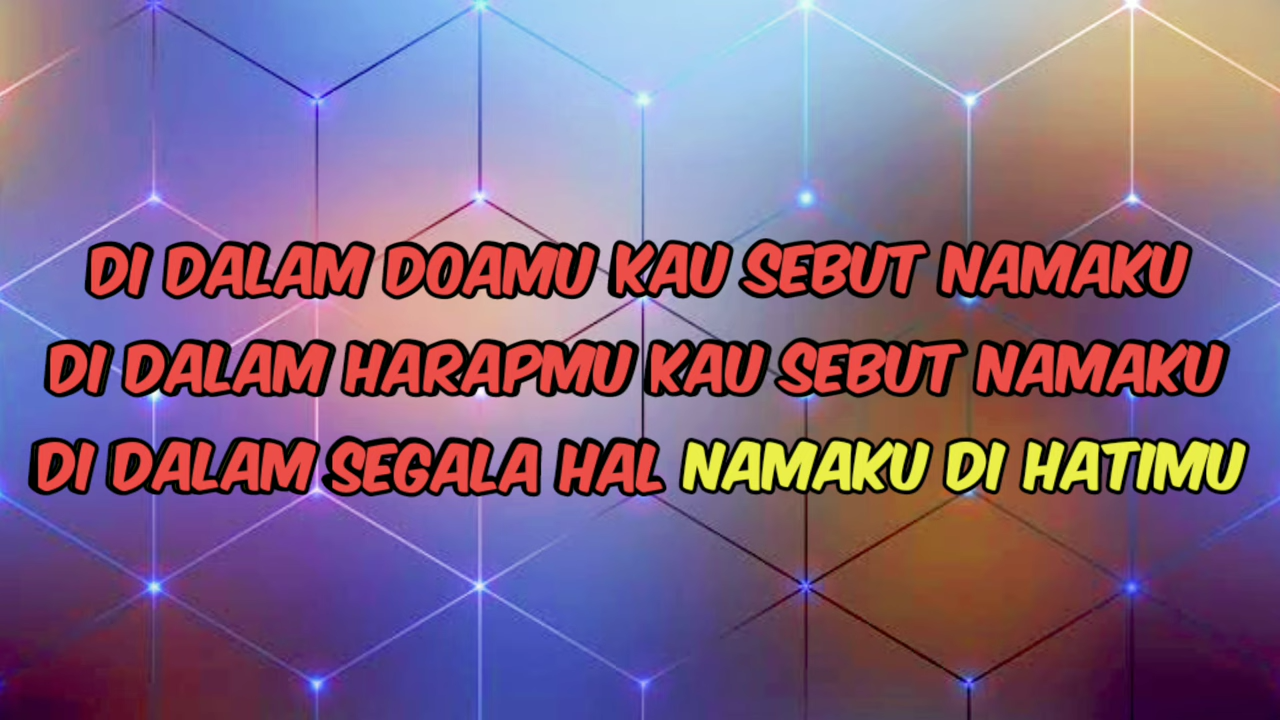 DI DALAM DOAMU KAU SEBUT NAMAKU
DI DALAM HARAPMU KAU SEBUT NAMAKU
DI DALAM SEGALA HAL NAMAKU DI HATIMU